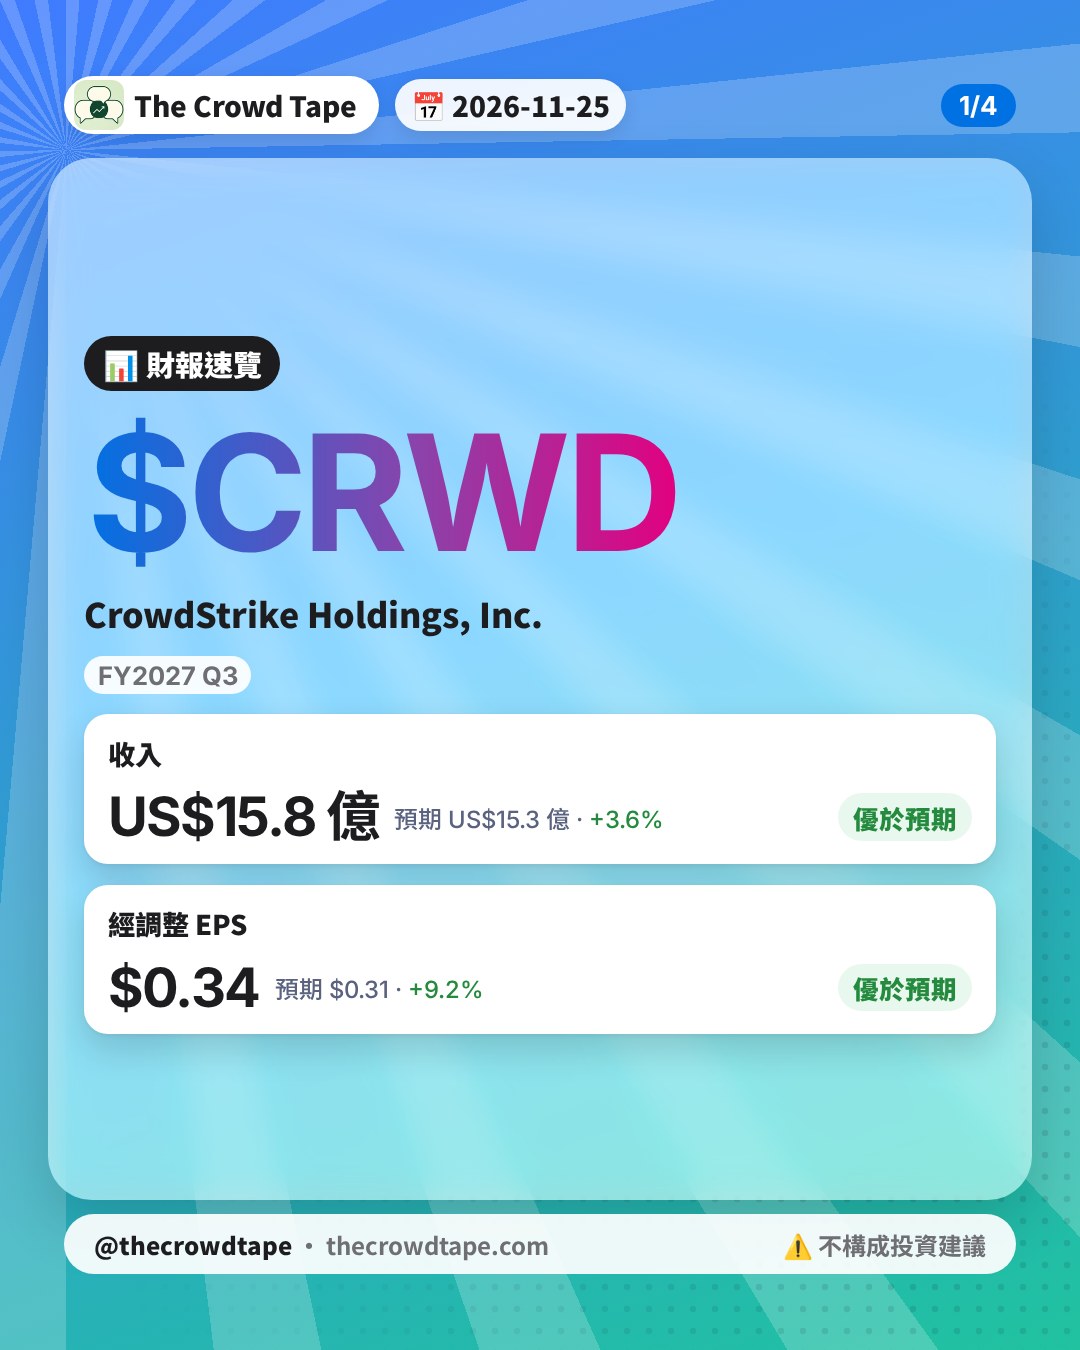 The Crowd Tape
📅 2026-11-25
1/4
📊 財報速覽
$CRWD
CrowdStrike Holdings, Inc.
FY2027 Q3
收入
US$15.8 億 預期 US$15.3 億 · +3.6% 優於預期
經調整 EPS
$0.34 預期 $0.31 · +9.2% 優於預期
@thecrowdtape • thecrowdtape.com
⚠️ 不構成投資建議